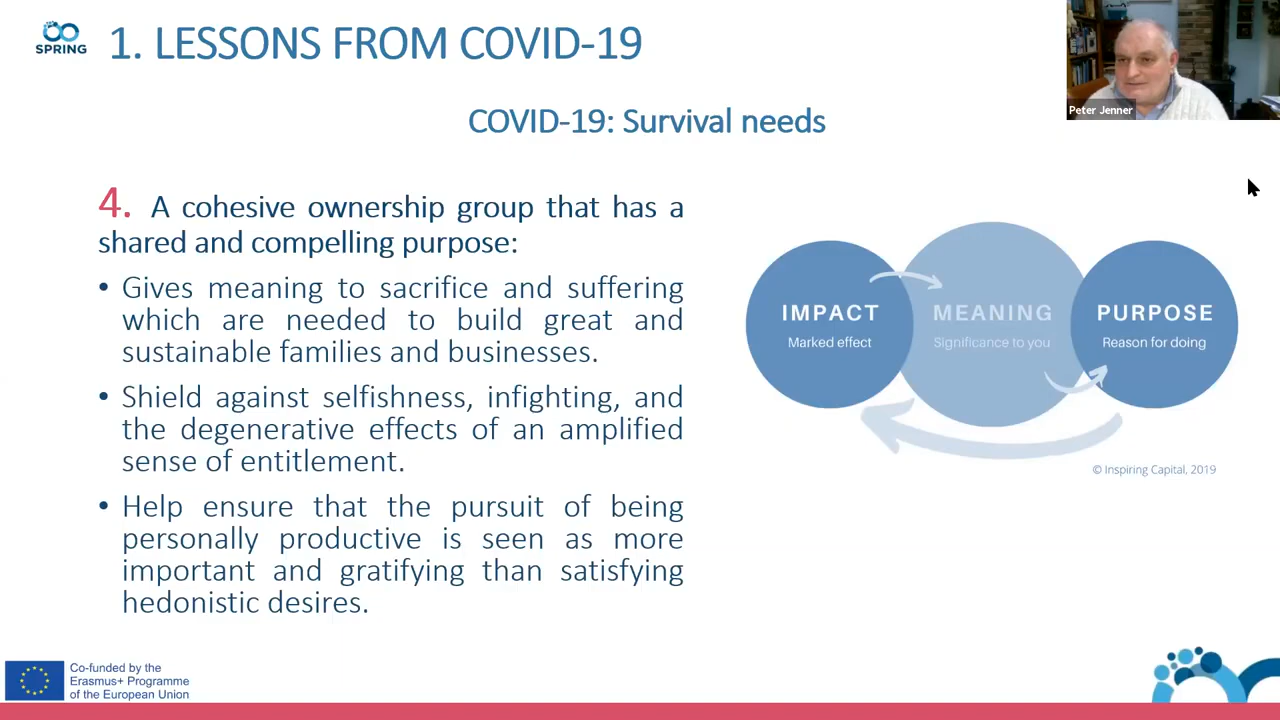 SPRING
1. LESSONS FROM COVID-19
Peter Jenner
COVID-19: Survival needs
4. A cohesive ownership group that has a
shared and compelling purpose:
• Gives meaning to sacrifice and suffering
which are needed to build great and
sustainable families and businesses.
• Shield against selfishness, infighting, and
the degenerative effects of an amplified
sense of entitlement.
• Help ensure that the pursuit of being
personally productive is seen as more
important and gratifying than satisfying
hedonistic desires.
IMPACT
Marked effect
MEANING
Significance to you
PURPOSE
Reason for doing
© Inspiring Capital, 2019
Co-funded by the
Erasmus+ Programme
of the European Union